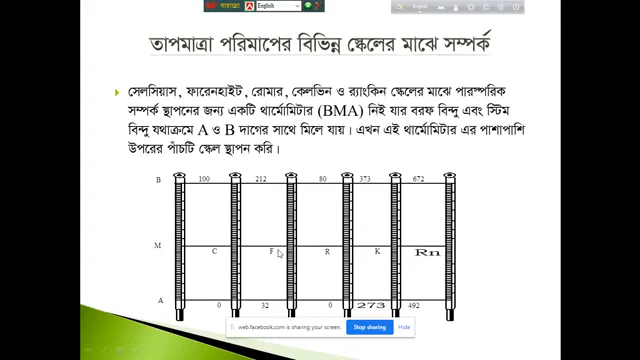 English
English
তাপমাত্রা পরিমাপের বিভিন্ন স্কেলের মাঝে সম্পর্ক
সেলসিয়াস, ফারেনহাইট, রোমার, কেলভিন ও র‍্যাংকিন স্কেলের মাঝে পারস্পরিক
সম্পর্ক স্থাপনের জন্য একটি থার্মোমিটার (BMA) নিই যার বরফ বিন্দু এবং স্টিম
বিন্দু যথাক্রমে A ও B দাগের সাথে মিলে যায়। এখন এই থার্মোমিটার এর পাশাপাশি
উপরের পাঁচটি স্কেল স্থাপন করি।
B 100 212 80 373 672
M C F R K Rn
A 0 32 0 273 492
web.facebook.com is sharing your screen. Stop sharing Hide